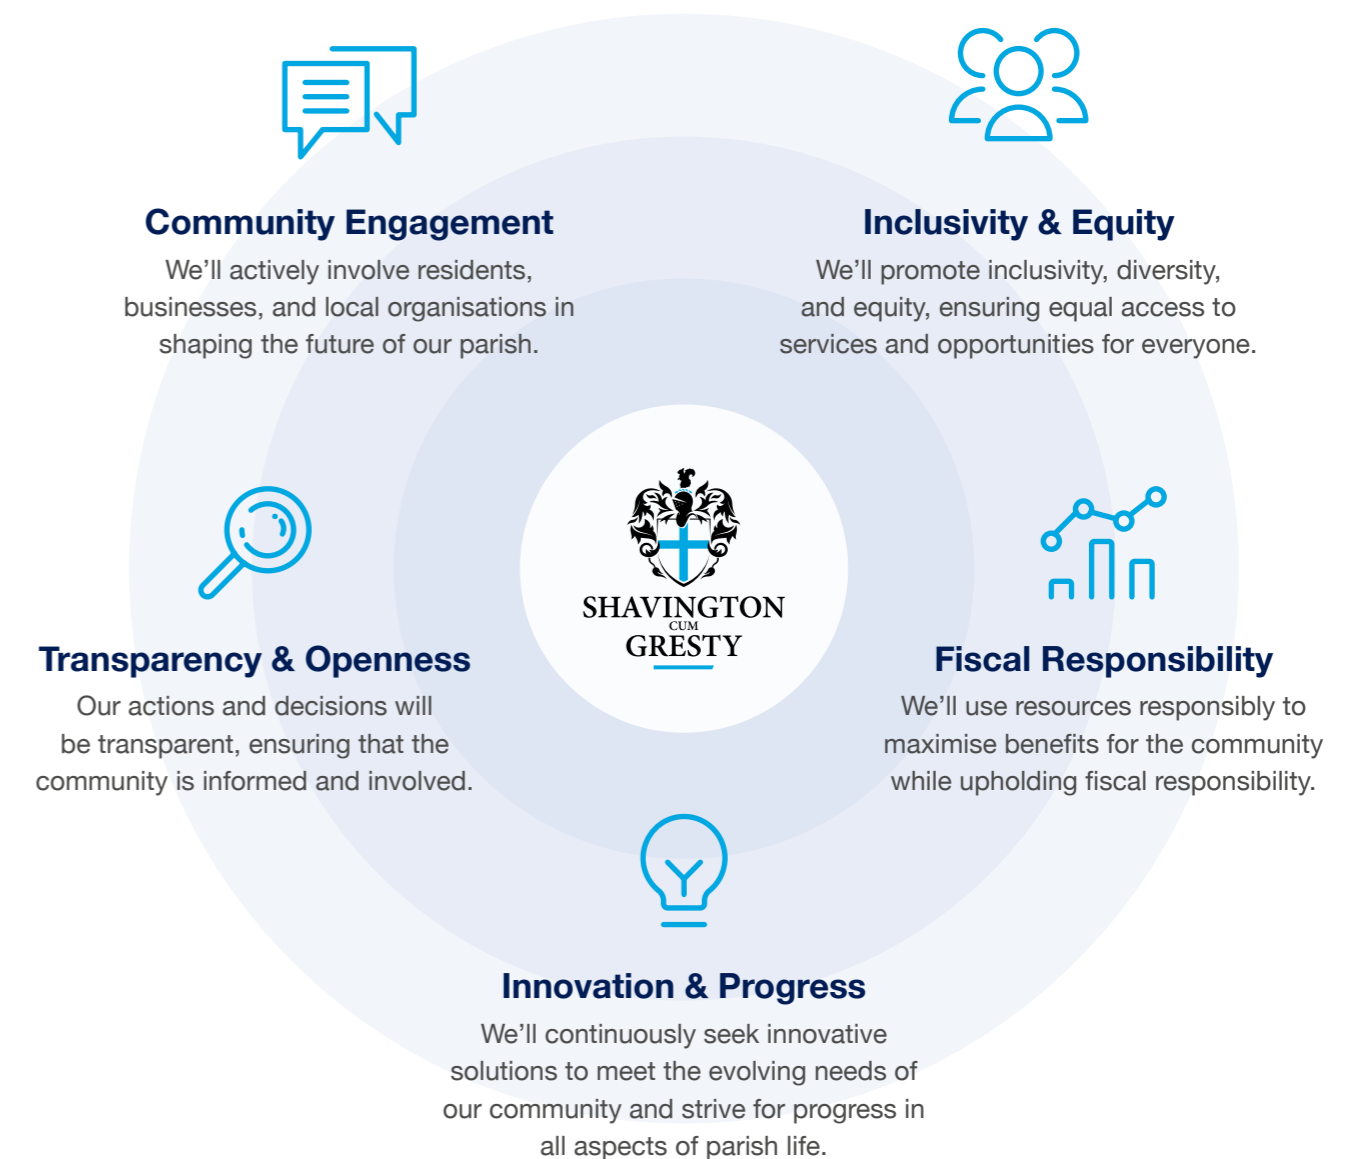 Community Engagement
We’ll actively involve residents,
businesses, and local organisations in
shaping the future of our parish.
Inclusivity & Equity
We’ll promote inclusivity, diversity,
and equity, ensuring equal access to
services and opportunities for everyone.
SHAVINGTON
CUM
GRESTY
Transparency & Openness
Our actions and decisions will
be transparent, ensuring that the
community is informed and involved.
Fiscal Responsibility
We’ll use resources responsibly to
maximise benefits for the community
while upholding fiscal responsibility.
Innovation & Progress
We’ll continuously seek innovative
solutions to meet the evolving needs of
our community and strive for progress in
all aspects of parish life.